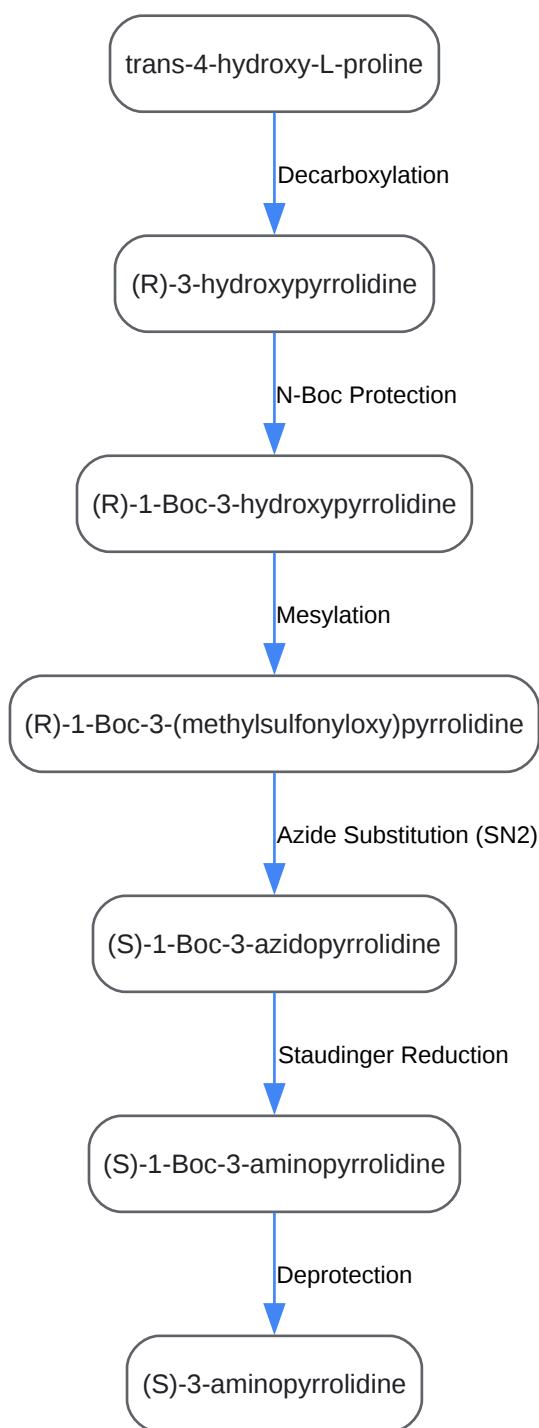 trans-4-hydroxy-L-proline
Decarboxylation
(R)-3-hydroxypyrrolidine
N-Boc Protection
(R)-1-Boc-3-hydroxypyrrolidine
Mesylation
(R)-1-Boc-3-(methylsulfonyloxy)pyrrolidine
Azide Substitution (SN2)
(S)-1-Boc-3-azidopyrrolidine
Staudinger Reduction
(S)-1-Boc-3-aminopyrrolidine
Deprotection
(S)-3-aminopyrrolidine